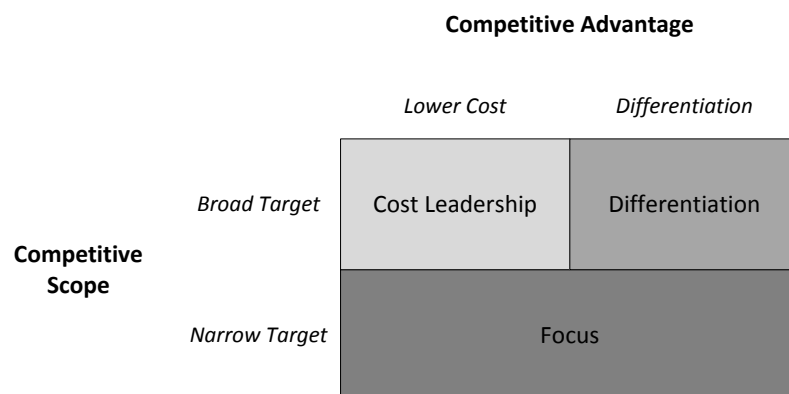 Competitive Advantage
Lower Cost
Differentiation
Broad Target
Cost Leadership
Differentiation
Competitive
Scope
Narrow Target
Focus